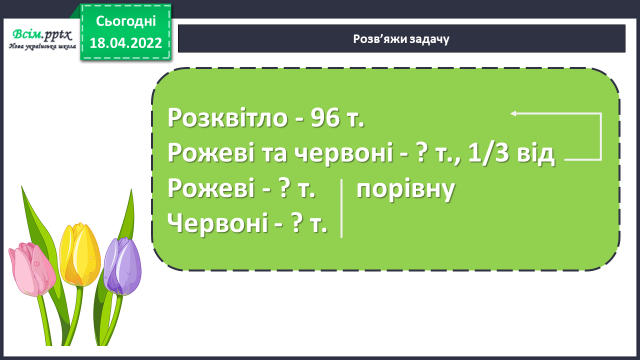 Всім.pptx
Нова українська школа
Сьогодні
18.04.2022
Розв’яжи задачу
Розквітло - 96 т.
Рожеві та червоні - ? т., 1/3 від
Рожеві - ? т. порівну
Червоні - ? т.